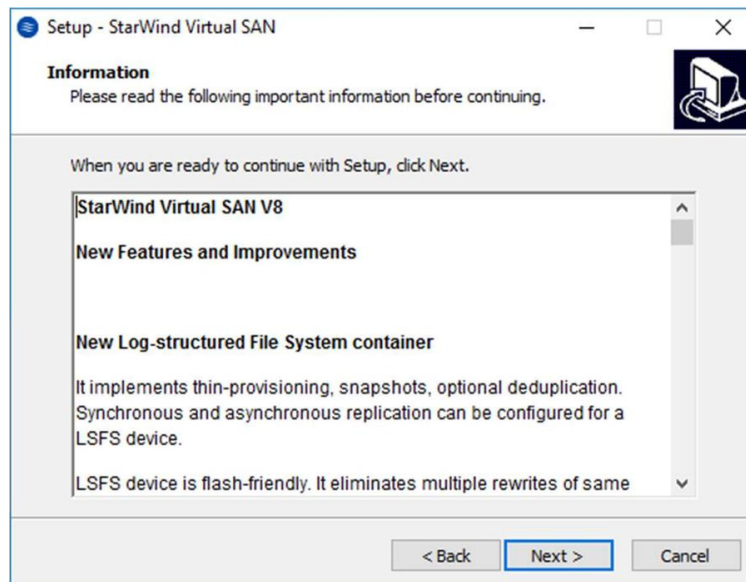 Setup - StarWind Virtual SAN
Information
Please read the following important information before continuing.
When you are ready to continue with Setup, click Next.
StarWind Virtual SAN V8
New Features and Improvements
New Log-structured File System container
It implements thin-provisioning, snapshots, optional deduplication.
Synchronous and asynchronous replication can be configured for a
LSFS device.
LSFS device is flash-friendly. It eliminates multiple rewrites of same
< Back
Next >
Cancel